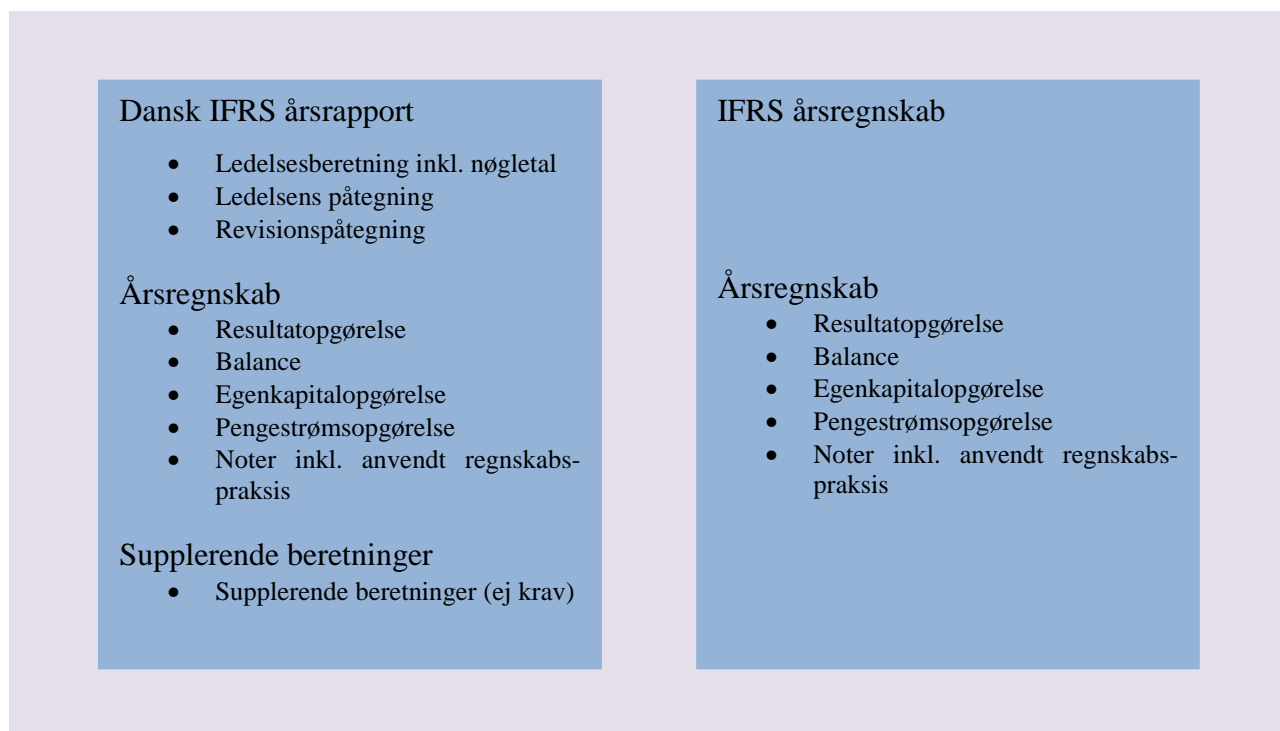 Dansk IFRS årsrapport
• Ledelsesberetning inkl. nøgletal
• Ledelsens påtegning
• Revisionspåtegning
Årsregnskab
• Resultatopgørelse
• Balance
• Egenkapitalopgørelse
• Pengestrømsopgørelse
• Noter inkl. anvendt regnskabs-
praksis
Supplerende beretninger
• Supplerende beretninger (ej krav)
IFRS årsregnskab
Årsregnskab
• Resultatopgørelse
• Balance
• Egenkapitalopgørelse
• Pengestrømsopgørelse
• Noter inkl. anvendt regnskabs-
praksis